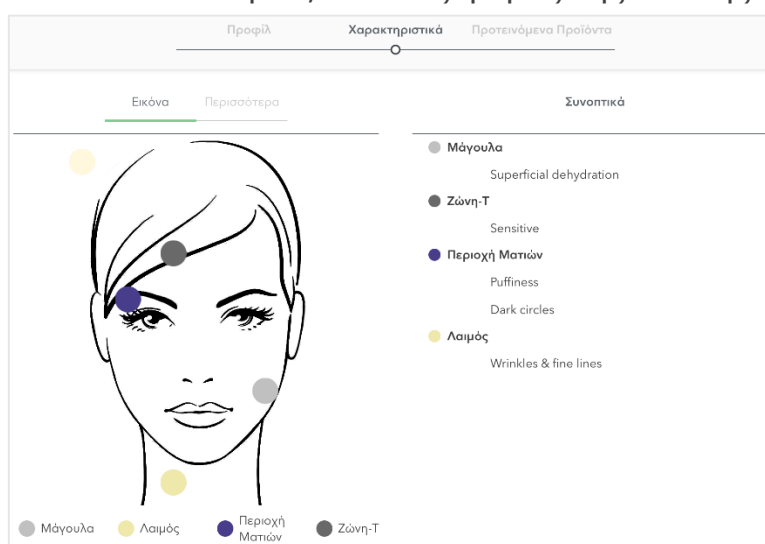 Προφίλ Χαρακτηριστικά Προτεινόμενα Προϊόντα
Εικόνα Περισσότερα
Συνοπτικά
Μάγουλα
Superficial dehydration
Ζώνη-Τ
Sensitive
Περιοχή Ματιών
Puffiness
Dark circles
Λαιμός
Wrinkles & fine lines
Μάγουλα Λαιμός Περιοχή Ματιών Ζώνη-Τ